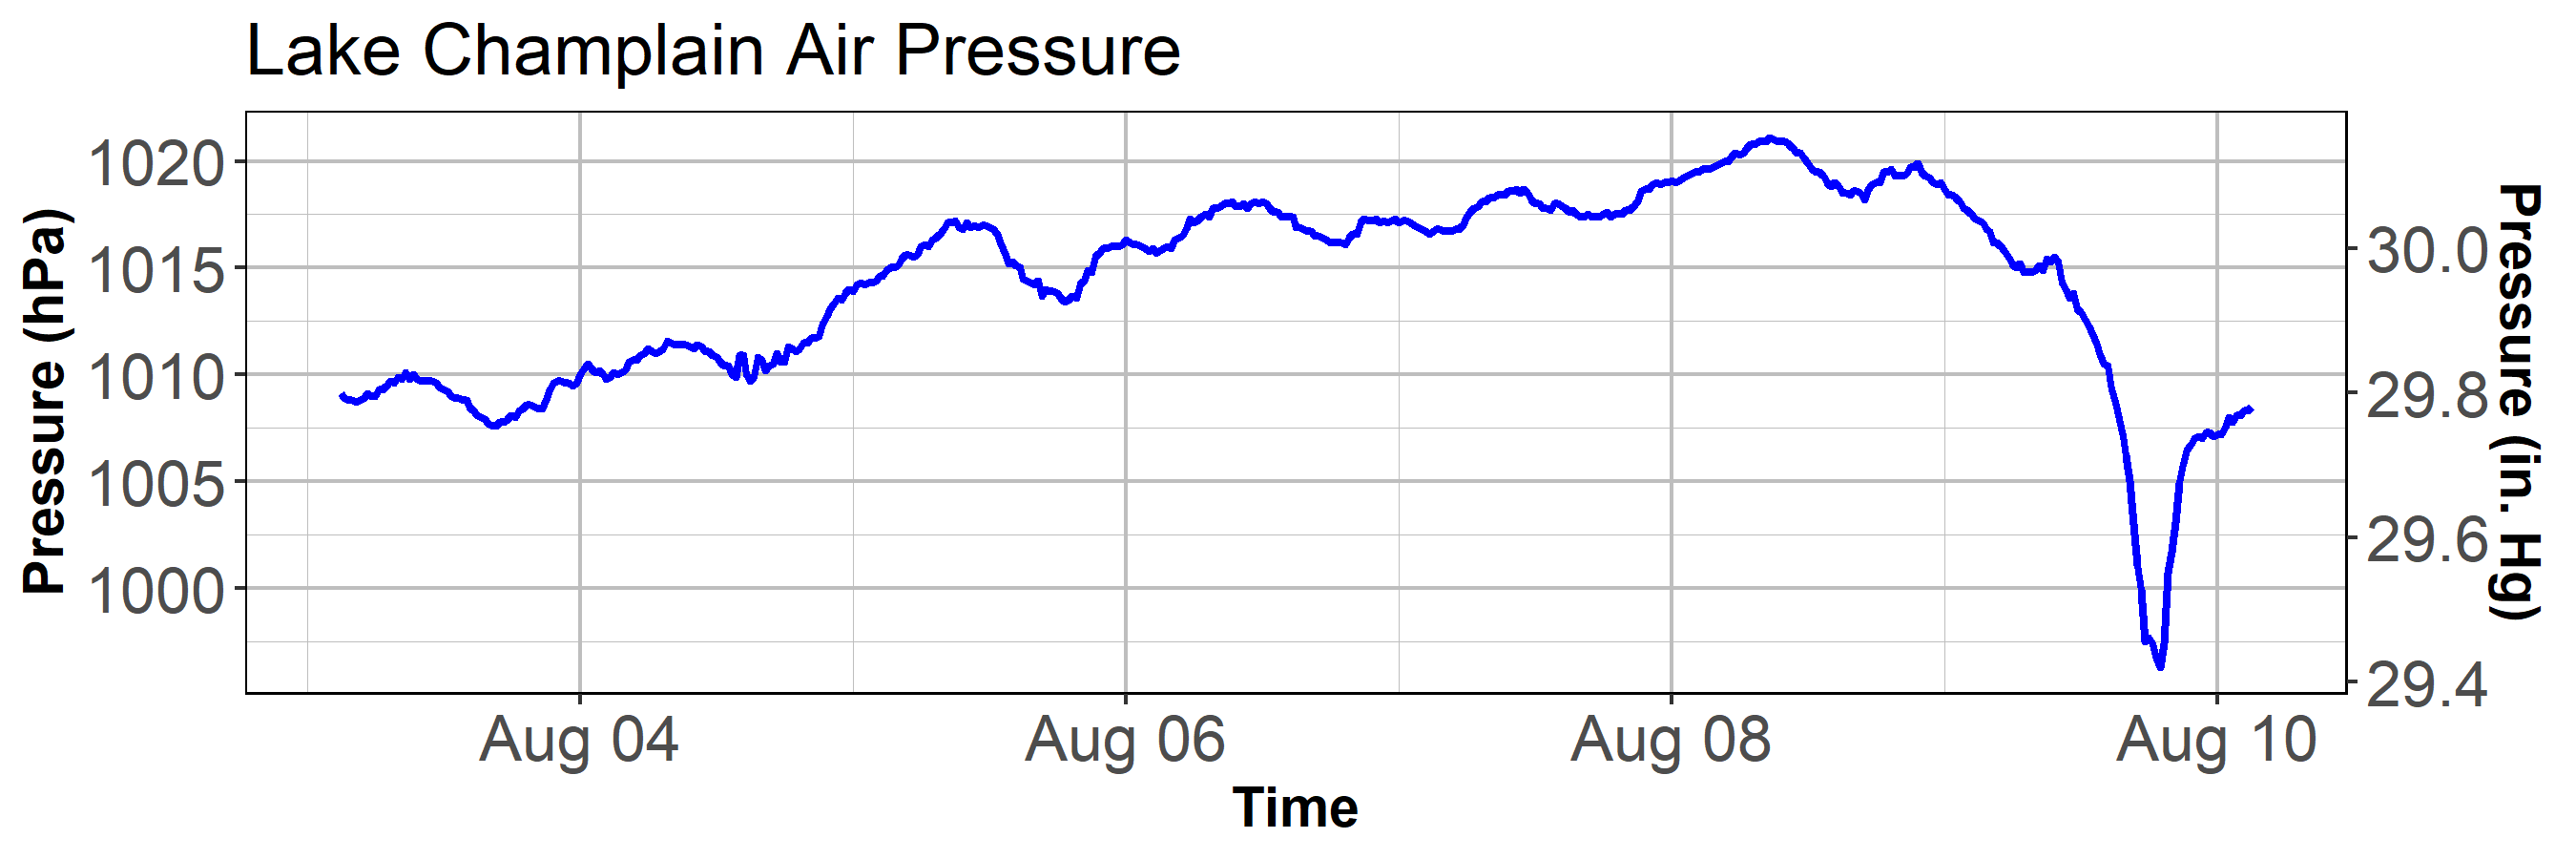 Lake Champlain Air Pressure
Pressure (hPa)
1020
1015
1010
1005
1000
30.0
29.8
29.6
29.4
Pressure (in. Hg)
Aug 04 Aug 06 Aug 08 Aug 10
Time